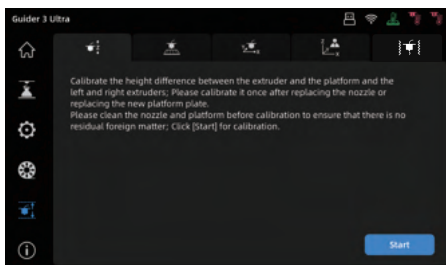 Guider 3 Ultra
Calibrate the height difference between the extruder and the platform and the
left and right extruders; Please calibrate it once after replacing the nozzle or
replacing the new platform plate.
Please clean the nozzle and platform before calibration to ensure that there is no
residual foreign matter; Click [Start] for calibration.
Start